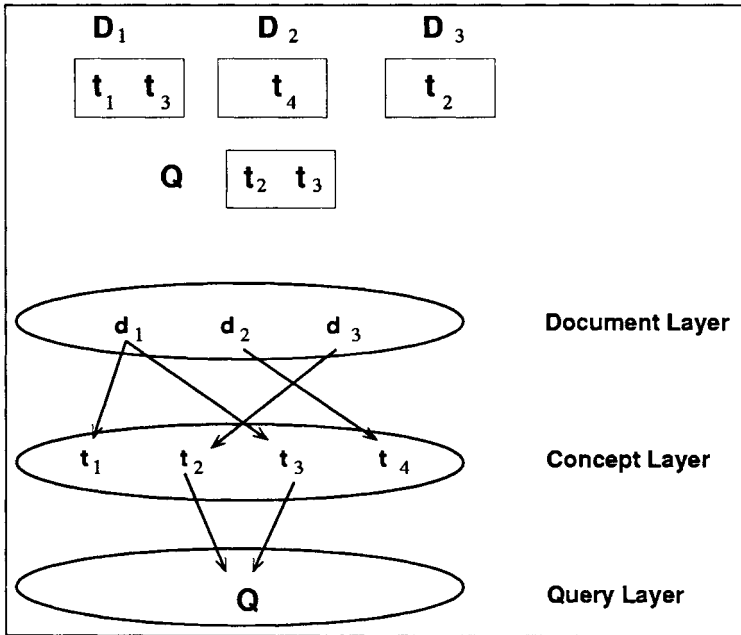 D1 D2 D3
t1 t3 t4 t2
Q t2 t3
d1 d2 d3 Document Layer
t1 t2 t3 t4 Concept Layer
Q Query Layer